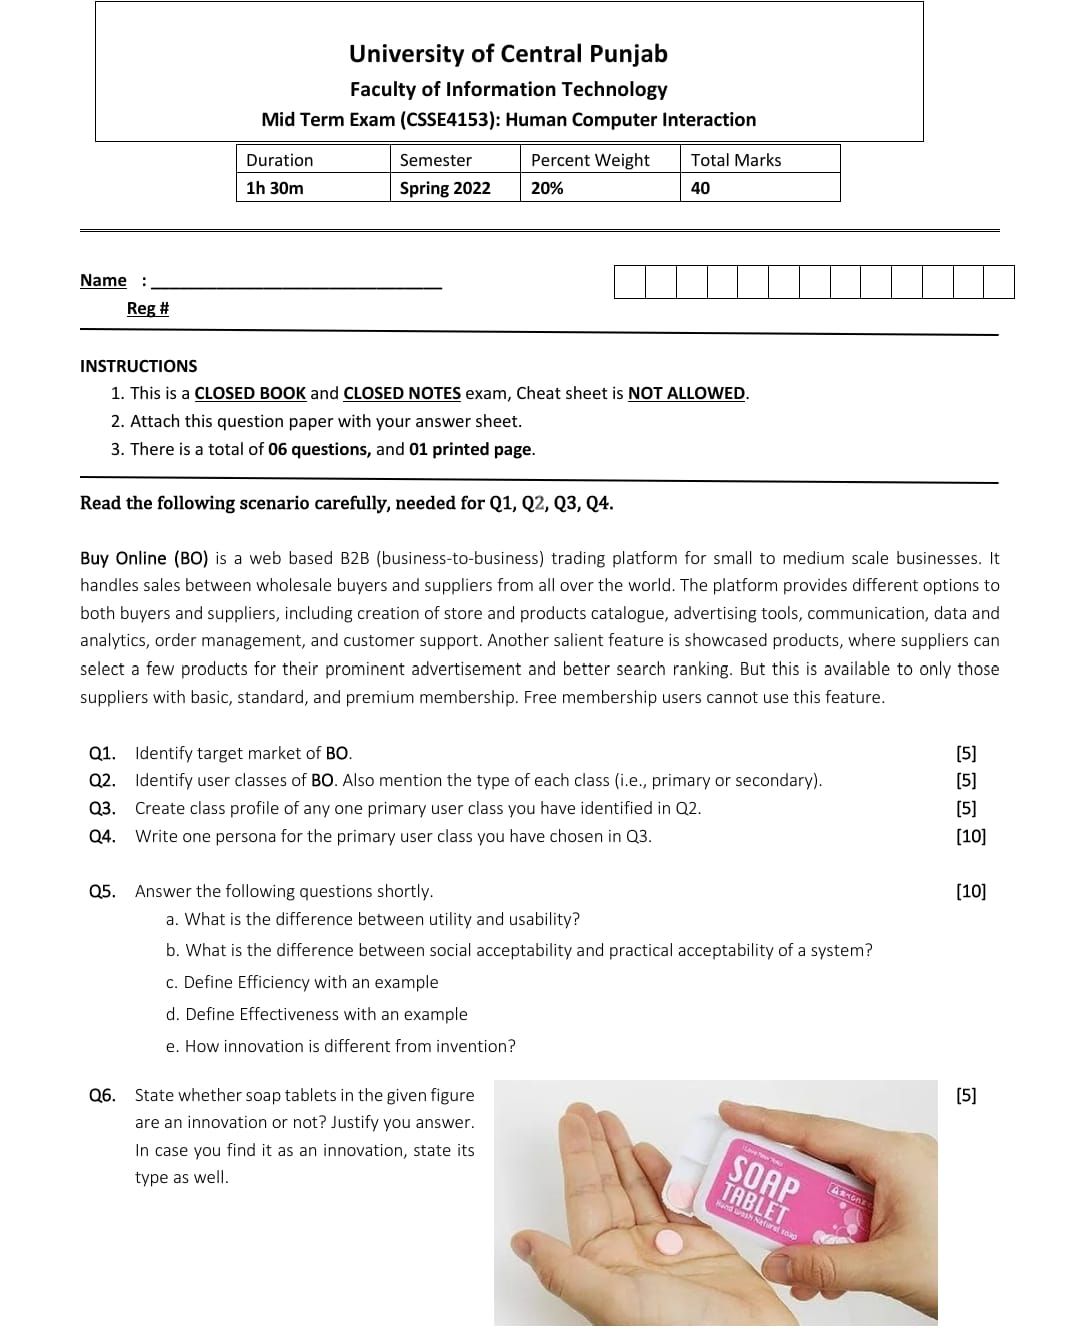 University of Central Punjab
Faculty of Information Technology
Mid Term Exam (CSSE4153): Human Computer Interaction
Duration Semester Percent Weight Total Marks
1h 30m Spring 2022 20% 40
Name :
Reg #
INSTRUCTIONS
1. This is a CLOSED BOOK and CLOSED NOTES exam, Cheat sheet is NOT ALLOWED.
2. Attach this question paper with your answer sheet.
3. There is a total of 06 questions, and 01 printed page.
Read the following scenario carefully, needed for Q1, Q2, Q3, Q4.
Buy Online (BO) is a web based B2B (business-to-business) trading platform for small to medium scale businesses. It
handles sales between wholesale buyers and suppliers from all over the world. The platform provides different options to
both buyers and suppliers, including creation of store and products catalogue, advertising tools, communication, data and
analytics, order management, and customer support. Another salient feature is showcased products, where suppliers can
select a few products for their prominent advertisement and better search ranking. But this is available to only those
suppliers with basic, standard, and premium membership. Free membership users cannot use this feature.
Q1. Identify target market of BO. [5]
Q2. Identify user classes of BO. Also mention the type of each class (i.e., primary or secondary). [5]
Q3. Create class profile of any one primary user class you have identified in Q2. [5]
Q4. Write one persona for the primary user class you have chosen in Q3. [10]
Q5. Answer the following questions shortly. [10]
a. What is the difference between utility and usability?
b. What is the difference between social acceptability and practical acceptability of a system?
c. Define Efficiency with an example
d. Define Effectiveness with an example
e. How innovation is different from invention?
Q6. State whether soap tablets in the given figure [5]
are an innovation or not? Justify you answer.
In case you find it as an innovation, state its
type as well.
SOAP
TABLET
Hand Wash Natural soap